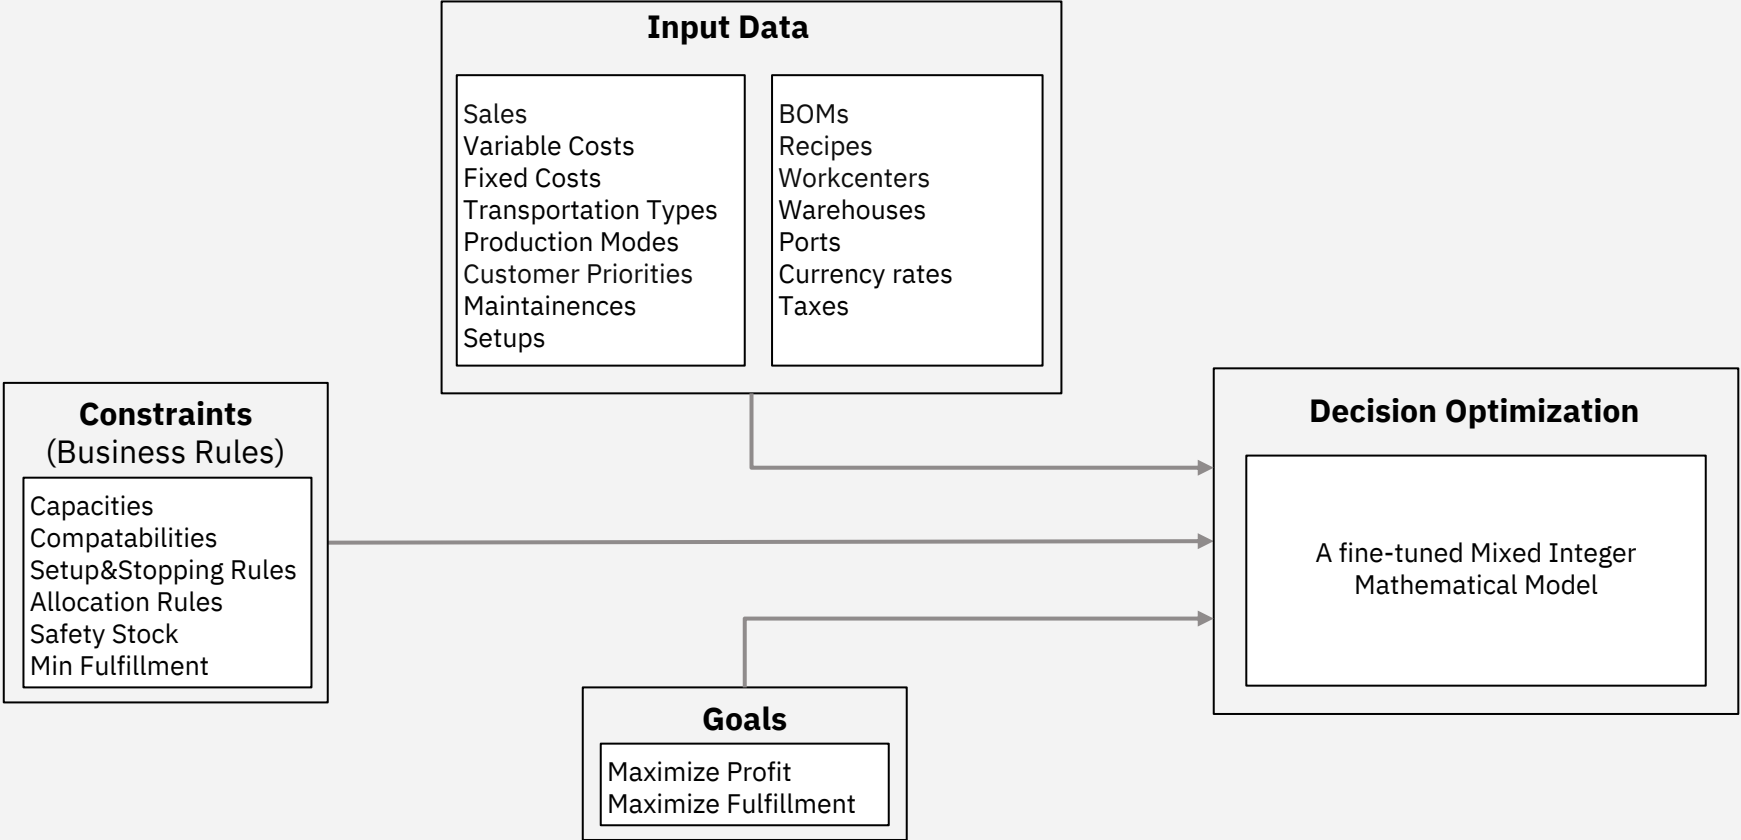 Input Data
Sales
Variable Costs
Fixed Costs
Transportation Types
Production Modes
Customer Priorities
Maintainences
Setups
BOMs
Recipes
Workcenters
Warehouses
Ports
Currency rates
Taxes
Constraints
(Business Rules)
Capacities
Compatabilities
Setup&Stopping Rules
Allocation Rules
Safety Stock
Min Fulfillment
Goals
Maximize Profit
Maximize Fulfillment
Decision Optimization
A fine-tuned Mixed Integer
Mathematical Model